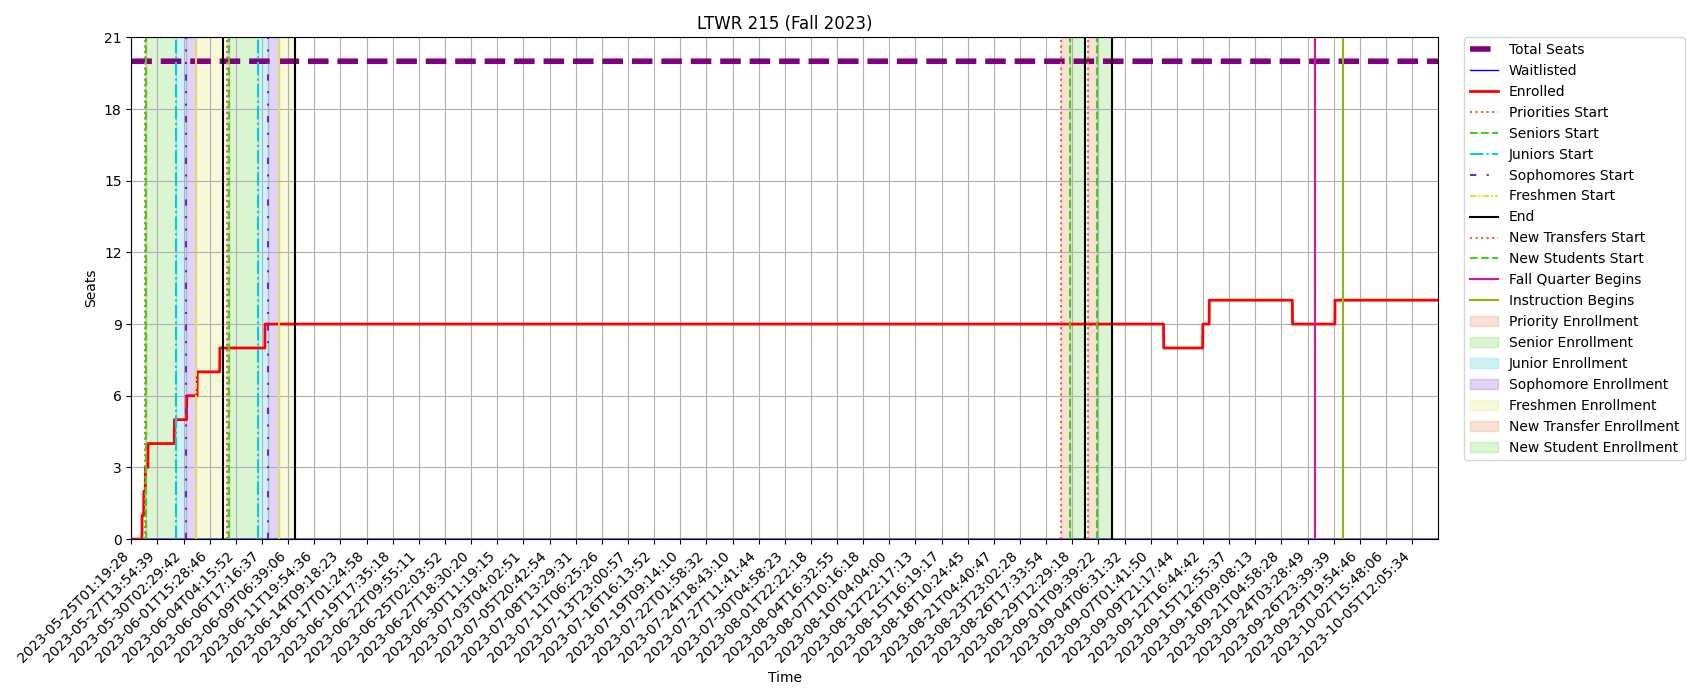 LTWR 215 (Fall 2023)
21
18
15
12
9
6
3
0
Seats
2023-05-25T01:19:28
2023-05-27T13:54:39
2023-05-30T02:29:42
2023-06-01T15:28:46
2023-06-04T04:15:52
2023-06-06T17:16:37
2023-06-09T06:39:06
2023-06-11T19:54:36
2023-06-14T09:18:23
2023-06-17T01:24:58
2023-06-19T17:35:18
2023-06-22T09:55:11
2023-06-25T02:03:52
2023-06-27T18:30:20
2023-06-30T11:19:15
2023-07-03T04:02:51
2023-07-05T20:42:54
2023-07-08T13:29:31
2023-07-11T06:25:26
2023-07-13T23:00:57
2023-07-16T16:13:52
2023-07-19T09:14:10
2023-07-22T01:58:32
2023-07-24T18:43:10
2023-07-27T11:41:44
2023-07-30T04:58:23
2023-08-01T22:22:18
2023-08-04T16:32:55
2023-08-07T10:16:18
2023-08-10T04:04:00
2023-08-12T22:17:13
2023-08-15T16:19:17
2023-08-18T10:24:45
2023-08-21T04:40:47
2023-08-23T23:02:28
2023-08-26T17:33:54
2023-08-29T12:29:18
2023-09-01T09:39:22
2023-09-04T06:31:32
2023-09-07T01:41:50
2023-09-09T21:17:44
2023-09-12T16:44:42
2023-09-15T12:55:37
2023-09-18T09:08:13
2023-09-21T04:58:28
2023-09-24T03:28:49
2023-09-26T23:39:39
2023-09-29T19:54:46
2023-10-02T15:48:06
2023-10-05T12:05:34
Time
Total Seats
Waitlisted
Enrolled
Priorities Start
Seniors Start
Juniors Start
Sophomores Start
Freshmen Start
End
New Transfers Start
New Students Start
Fall Quarter Begins
Instruction Begins
Priority Enrollment
Senior Enrollment
Junior Enrollment
Sophomore Enrollment
Freshmen Enrollment
New Transfer Enrollment
New Student Enrollment